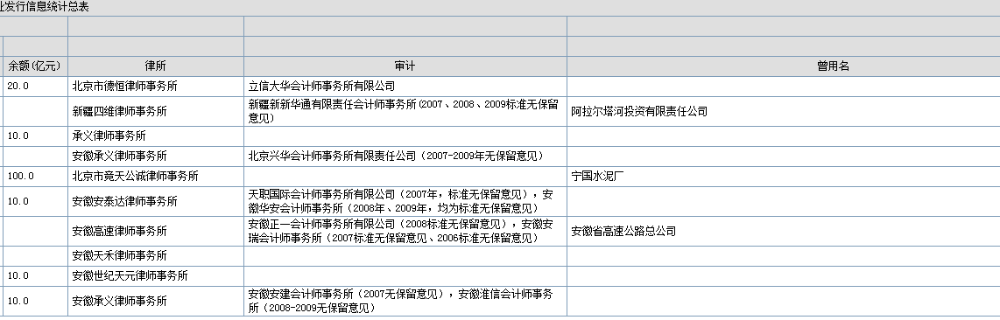 业发行信息统计总表
余额(亿元) 律所 审计 曾用名
20.0 北京市德恒律师事务所 立信大华会计师事务所有限公司
新疆四维律师事务所 新疆新新华通有限责任会计师事务所(2007、2008、2009标准无保留
意见) 阿拉尔塔河投资有限责任公司
10.0 承义律师事务所
安徽承义律师事务所 北京兴华会计师事务所有限责任公司（2007-2009年无保留意见）
100.0 北京市竞天公诚律师事务所 宁国水泥厂
10.0 安徽安泰达律师事务所 天职国际会计师事务所有限公司（2007年，标准无保留意见），安
徽华安会计师事务所（2008年、2009年，均为标准无保留意见）
安徽高速律师事务所 安徽正一会计师事务所有限公司（2008标准无保留意见），安徽安
瑞会计师事务所（2007标准无保留意见、2006标准无保留意见） 安徽省高速公路总公司
安徽天禾律师事务所
10.0 安徽世纪天元律师事务所
10.0 安徽承义律师事务所 安徽安建会计师事务所（2007无保留意见），安徽淮信会计师事务
所（2008-2009无保留意见）